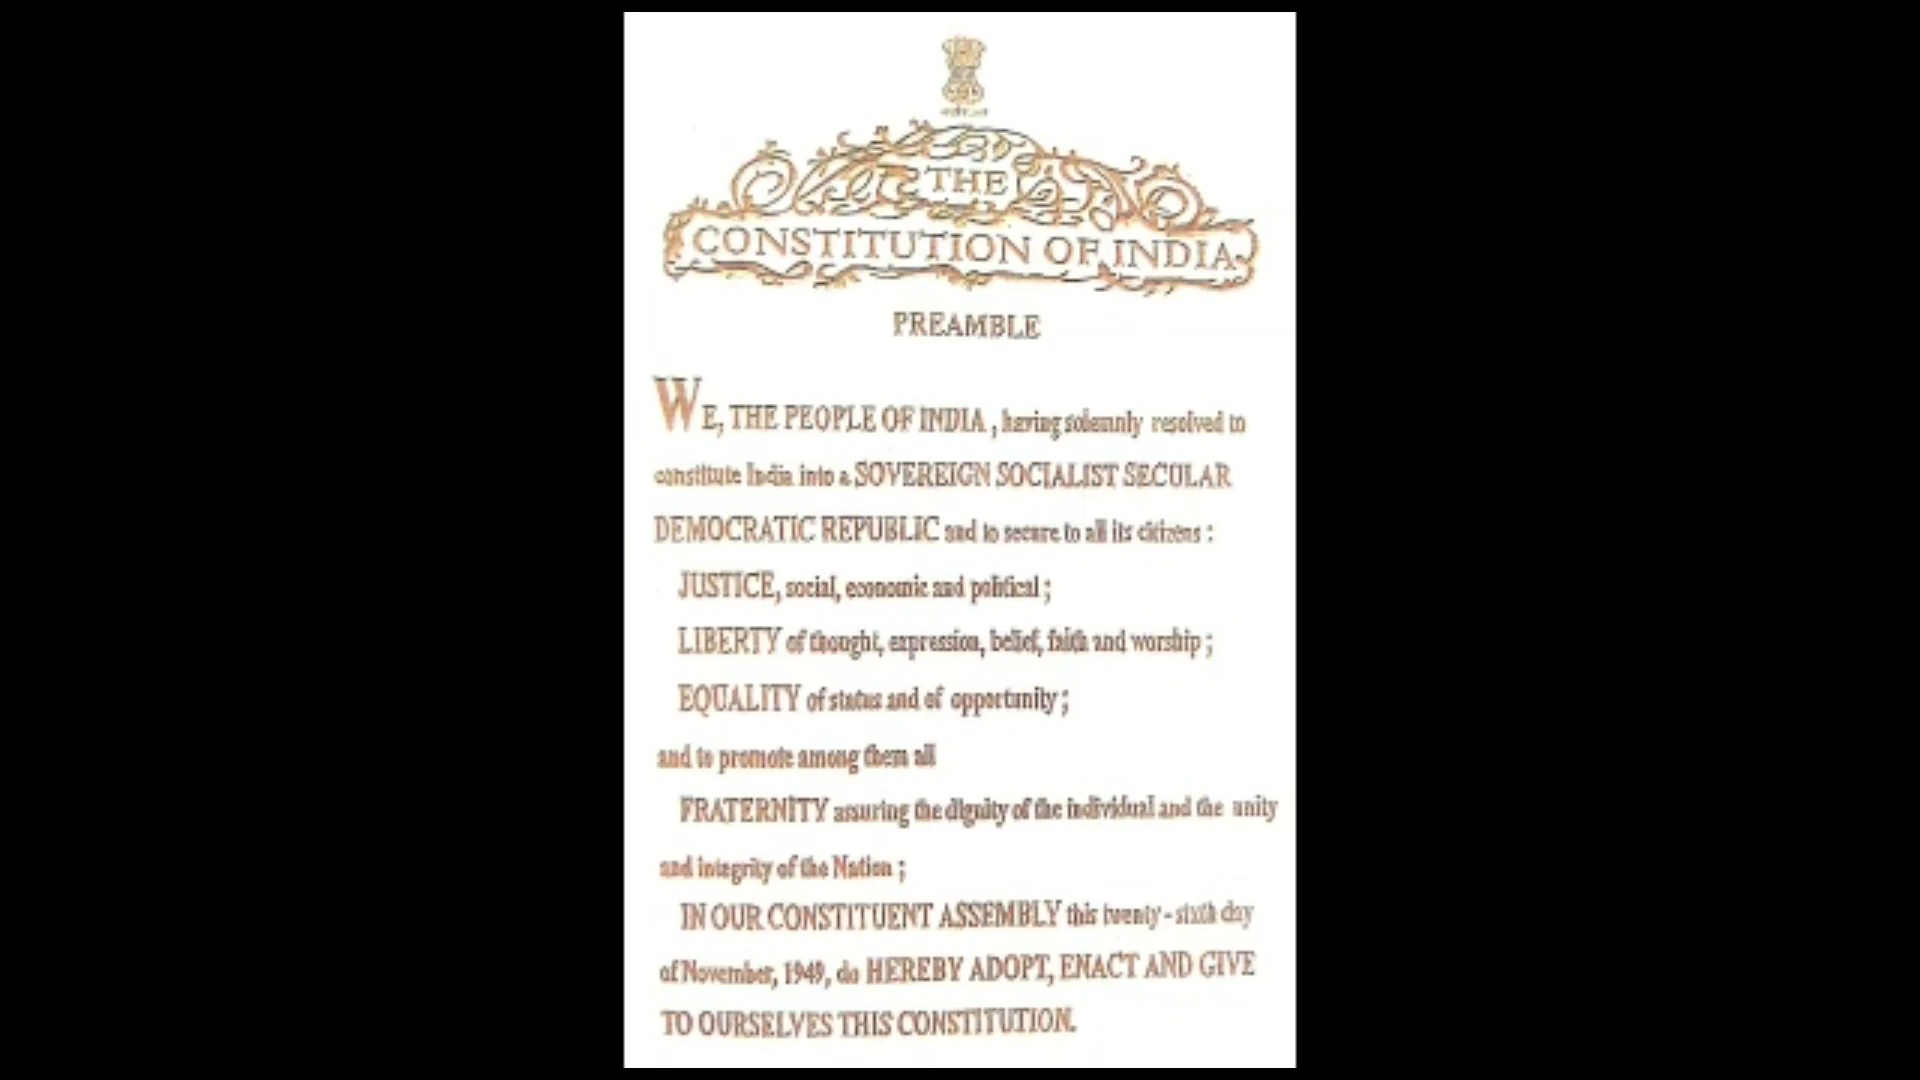 THE
CONSTITUTION OF INDIA
PREAMBLE
WE, THE PEOPLE OF INDIA, having solemnly resolved to
constitute India into a SOVEREIGN SOCIALIST SECULAR
DEMOCRATIC REPUBLIC and to secure to all its citizens :
JUSTICE, social, economic and political ;
LIBERTY of thought, expression, belief, faith and worship ;
EQUALITY of status and of opportunity ;
and to promote among them all
FRATERNITY assuring the dignity of the individual and the unity
and integrity of the Nation ;
IN OUR CONSTITUENT ASSEMBLY this twenty-sixth day
of November, 1949, do HEREBY ADOPT, ENACT AND GIVE
TO OURSELVES THIS CONSTITUTION.